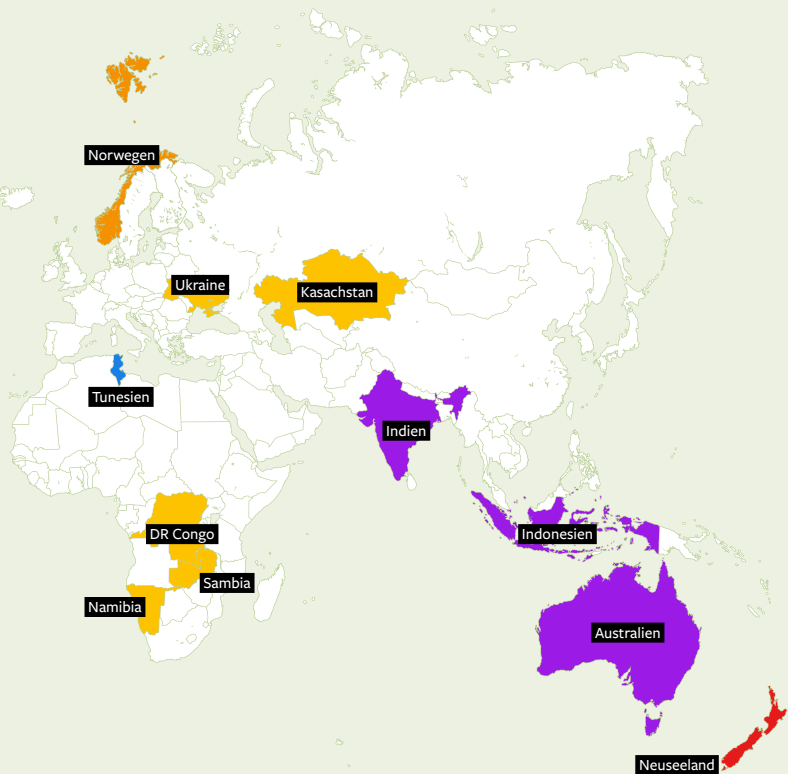 Norwegen
Ukraine
Kasachstan
Tunesien
Indien
DR Congo
Indonesien
Sambia
Namibia
Australien
Neuseeland